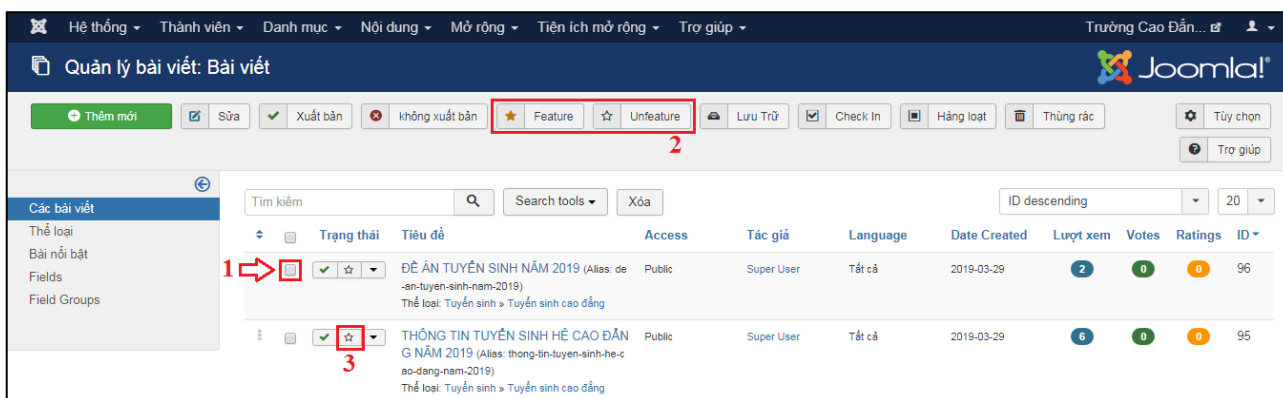 Hệ thống Thành viên Danh mục Nội dung Mở rộng Tiện ích mở rộng Trợ giúp Trường Cao Đẳn...
Quản lý bài viết: Bài viết Joomla!®
Thêm mới Sửa Xuất bản không xuất bản Feature Unfeature Lưu Trữ Check In Hàng loạt Thùng rác Tùy chọn
2 Trợ giúp
Các bài viết
Thể loại
Bài nổi bật
Fields
Field Groups
Tìm kiếm Search tools Xóa ID descending 20
Trạng thái Tiêu đề Access Tác giả Language Date Created Lượt xem Votes Ratings ID
1 ĐỀ ÁN TUYỂN SINH NĂM 2019 (Alias: de Public Super User Tất cả 2019-03-29 2 0 0 96
-an-tuyen-sinh-nam-2019)
Thể loại: Tuyển sinh » Tuyển sinh cao đẳng
THÔNG TIN TUYỂN SINH HỆ CAO ĐẲN Public Super User Tất cả 2019-03-29 6 0 0 95
3 G NĂM 2019 (Alias: thong-tin-tuyen-sinh-he-c
ao-dang-nam-2019)
Thể loại: Tuyển sinh » Tuyển sinh cao đẳng